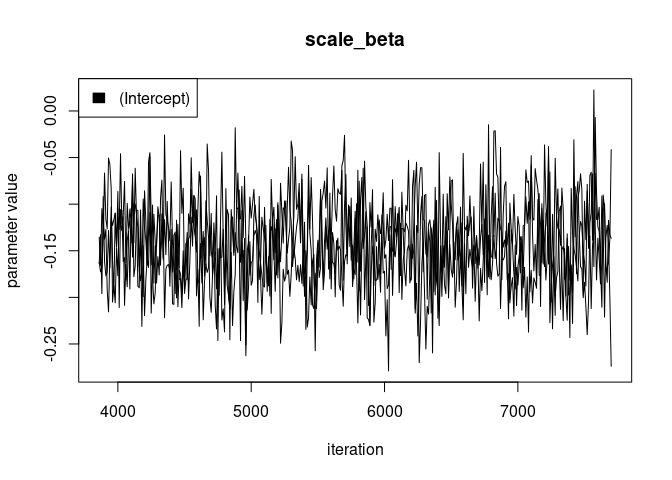 scale_beta
(Intercept)
0.00
-0.05
-0.15
-0.25
parameter value
4000 5000 6000 7000
iteration